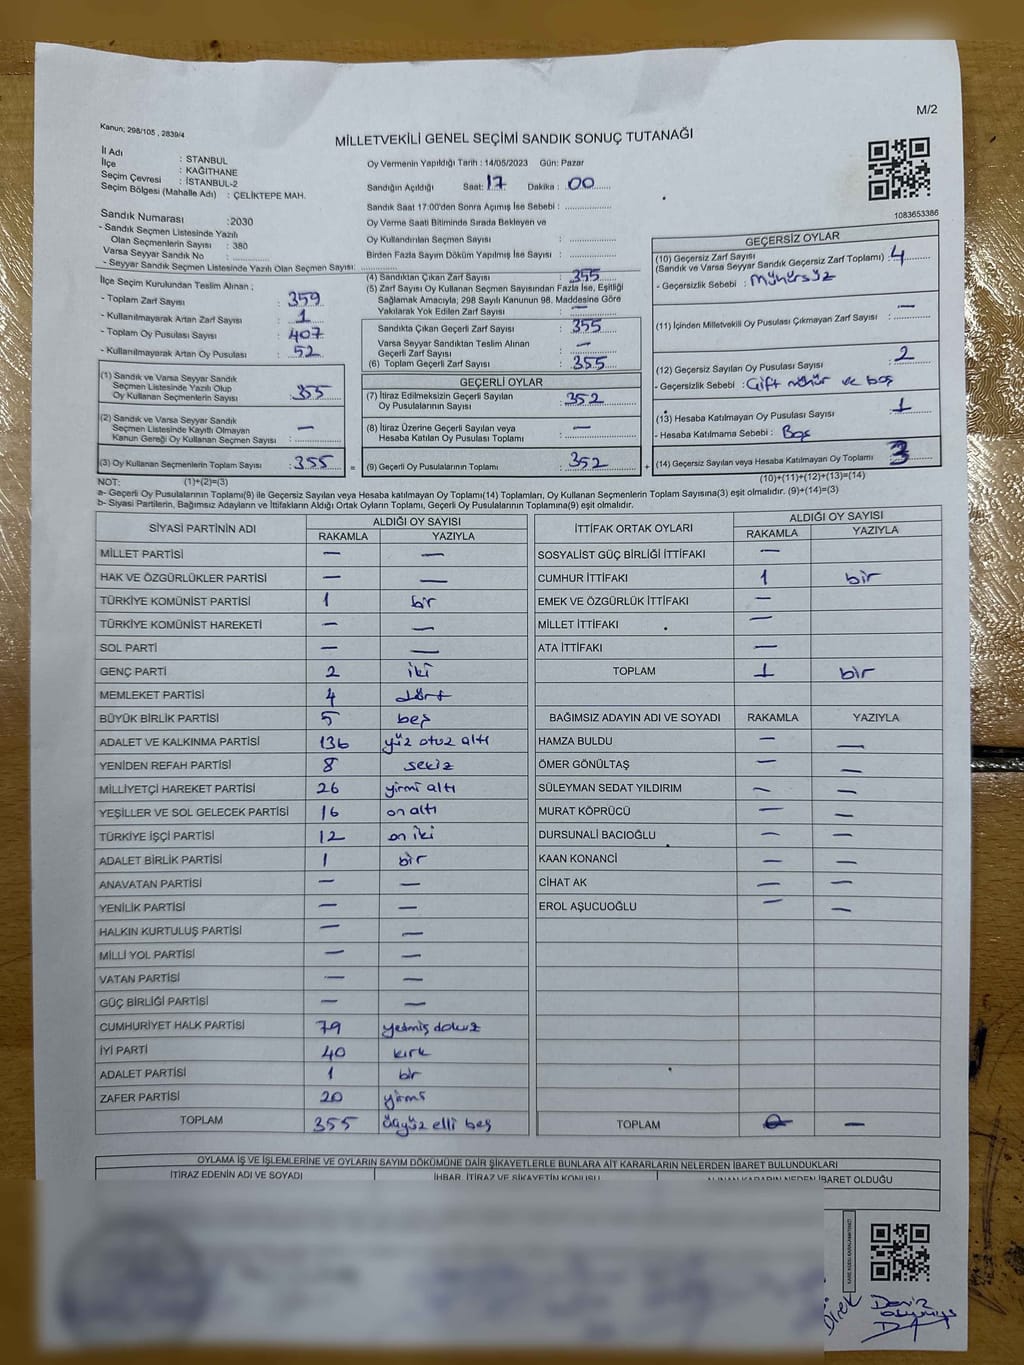 M/2
Kanun; 298/105 , 2839/4
MİLLETVEKİLİ GENEL SEÇİMİ SANDIK SONUÇ TUTANAĞI
İl Adı : İSTANBUL
İlçe : KAĞITHANE
Seçim Çevresi : İSTANBUL-2
Seçim Bölgesi (Mahalle Adı) : ÇELİKTEPE MAH.
Sandık Numarası :2030
- Sandık Seçmen Listesinde Yazılı
Olan Seçmenlerin Sayısı : 380
Varsa Seyyar Sandık No :
- Seyyar Sandık Seçmen Listesinde Yazılı Olan Seçmen Sayısı:
Oy Vermenin Yapıldığı Tarih : 14/05/2023 Gün: Pazar
Sandığın Açıldığı Saat: 17 Dakika : 00
Sandık Saat 17:00'den Sonra Açımış İse Sebebi :
Oy Verme Saati Bitiminde Sırada Bekleyen ve
Oy Kullandırılan Seçmen Sayısı :
Birden Fazla Sayım Döküm Yapılmış İse Sayısı :
1083653386
İlçe Seçim Kurulundan Teslim Alınan ;
- Toplam Zarf Sayısı : 359
- Kullanılmayarak Artan Zarf Sayısı : 1
- Toplam Oy Pusulası Sayısı : 407
- Kullanılmayarak Artan Oy Pusulası : 52
(1) Sandık ve Varsa Seyyar Sandık
Seçmen Listesinde Yazılı Olup
Oy Kullanan Seçmenlerin Sayısı : 355
(2) Sandık ve Varsa Seyyar Sandık
Seçmen Listesinde Kayıtlı Olmayan
Kanun Gereği Oy Kullanan Seçmen Sayısı : —
(3) Oy Kullanan Seçmenlerin Toplam Sayısı : 355
(4) Sandıktan Çıkan Zarf Sayısı : 355
(5) Zarf Sayısı Oy Kullanan Seçmen Sayısından Fazla İse, Eşitliği
Sağlamak Amacıyla; 298 Sayılı Kanunun 98. Maddesine Göre
Yakılarak Yok Edilen Zarf Sayısı : —
Sandıkta Çıkan Geçerli Zarf Sayısı : 355
Varsa Seyyar Sandıktan Teslim Alınan
Geçerli Zarf Sayısı : —
(6) Toplam Geçerli Zarf Sayısı : 355
GEÇERLİ OYLAR
(7) İtiraz Edilmeksizin Geçerli Sayılan
Oy Pusulalarının Sayısı : 352
(8) İtiraz Üzerine Geçerli Sayılan veya
Hesaba Katılan Oy Pusulası Toplamı : —
= (9) Geçerli Oy Pusulalarının Toplamı : 352
GEÇERSİZ OYLAR
(10) Geçersiz Zarf Sayısı
(Sandık ve Varsa Seyyar Sandık Geçersiz Zarf Toplamı) : 4
- Geçersizlik Sebebi : Mühürsüz
(11) İçinden Milletvekili Oy Pusulası Çıkmayan Zarf Sayısı : —
(12) Geçersiz Sayılan Oy Pusulası Sayısı : 2
- Geçersizlik Sebebi : Çift mühür ve boş
(13) Hesaba Katılmayan Oy Pusulası Sayısı 1
- Hesaba Katılmama Sebebi : Boş
+ (14) Geçersiz Sayılan veya Hesaba Katılmayan Oy Toplamı : 3
NOT: (1)+(2)=(3)
(10)+(11)+(12)+(13)=(14)
a- Geçerli Oy Pusulalarının Toplamı(9) ile Geçersiz Sayılan veya Hesaba katılmayan Oy Toplamı(14) Toplamları, Oy Kullanan Seçmenlerin Toplam Sayısına(3) eşit olmalıdır. (9)+(14)=(3)
b- Siyasi Partilerin, Bağımsız Adayların ve İttifakların Aldığı Ortak Oyların Toplamı, Geçerli Oy Pusulalarının Toplamına(9) eşit olmalıdır.
SİYASİ PARTİNİN ADI ALDIĞI OY SAYISI
RAKAMLA YAZIYLA
MİLLET PARTİSİ — —
HAK VE ÖZGÜRLÜKLER PARTİSİ — —
TÜRKİYE KOMÜNİST PARTİSİ 1 bir
TÜRKİYE KOMÜNİST HAREKETİ — —
SOL PARTİ — —
GENÇ PARTİ 2 iki
MEMLEKET PARTİSİ 4 dört
BÜYÜK BİRLİK PARTİSİ 5 beş
ADALET VE KALKINMA PARTİSİ 136 yüz otuz altı
YENİDEN REFAH PARTİSİ 8 sekiz
MİLLİYETÇİ HAREKET PARTİSİ 26 yirmi altı
YEŞİLLER VE SOL GELECEK PARTİSİ 16 on altı
TÜRKİYE İŞÇİ PARTİSİ 12 on iki
ADALET BİRLİK PARTİSİ 1 bir
ANAVATAN PARTİSİ — —
YENİLİK PARTİSİ — —
HALKIN KURTULUŞ PARTİSİ — —
MİLLİ YOL PARTİSİ — —
VATAN PARTİSİ — —
GÜÇ BİRLİĞİ PARTİSİ — —
CUMHURİYET HALK PARTİSİ 79 yetmiş dokuz
İYİ PARTİ 40 kırk
ADALET PARTİSİ 1 bir
ZAFER PARTİSİ 20 yirmi
TOPLAM 355 üçyüz elli beş
İTTİFAK ORTAK OYLARI ALDIĞI OY SAYISI
RAKAMLA YAZIYLA
SOSYALİST GÜÇ BİRLİĞİ İTTİFAKI —
CUMHUR İTTİFAKI 1 bir
EMEK VE ÖZGÜRLÜK İTTİFAKI —
MİLLET İTTİFAKI —
ATA İTTİFAKI —
TOPLAM 1 bir
BAĞIMSIZ ADAYIN ADI VE SOYADI RAKAMLA YAZIYLA
HAMZA BULDU — —
ÖMER GÖNÜLTAŞ — —
SÜLEYMAN SEDAT YILDIRIM — —
MURAT KÖPRÜCÜ — —
DURSUNALİ BACIOĞLU — —
KAAN KONANCİ — —
CİHAT AK — —
EROL AŞUCUOĞLU — —
TOPLAM 0 —
OYLAMA İŞ VE İŞLEMLERİNE VE OYLARIN SAYIM DÖKÜMÜNE DAİR ŞİKAYETLERLE BUNLARA AİT KARARLARIN NELERDEN İBARET BULUNDUKLARI
İTİRAZ EDENİN ADI VE SOYADI İHBAR, İTİRAZ VE ŞİKAYETİN KONUSU ALINAN KARARIN NEDEN İBARET OLDUĞU
Direk
Deniz